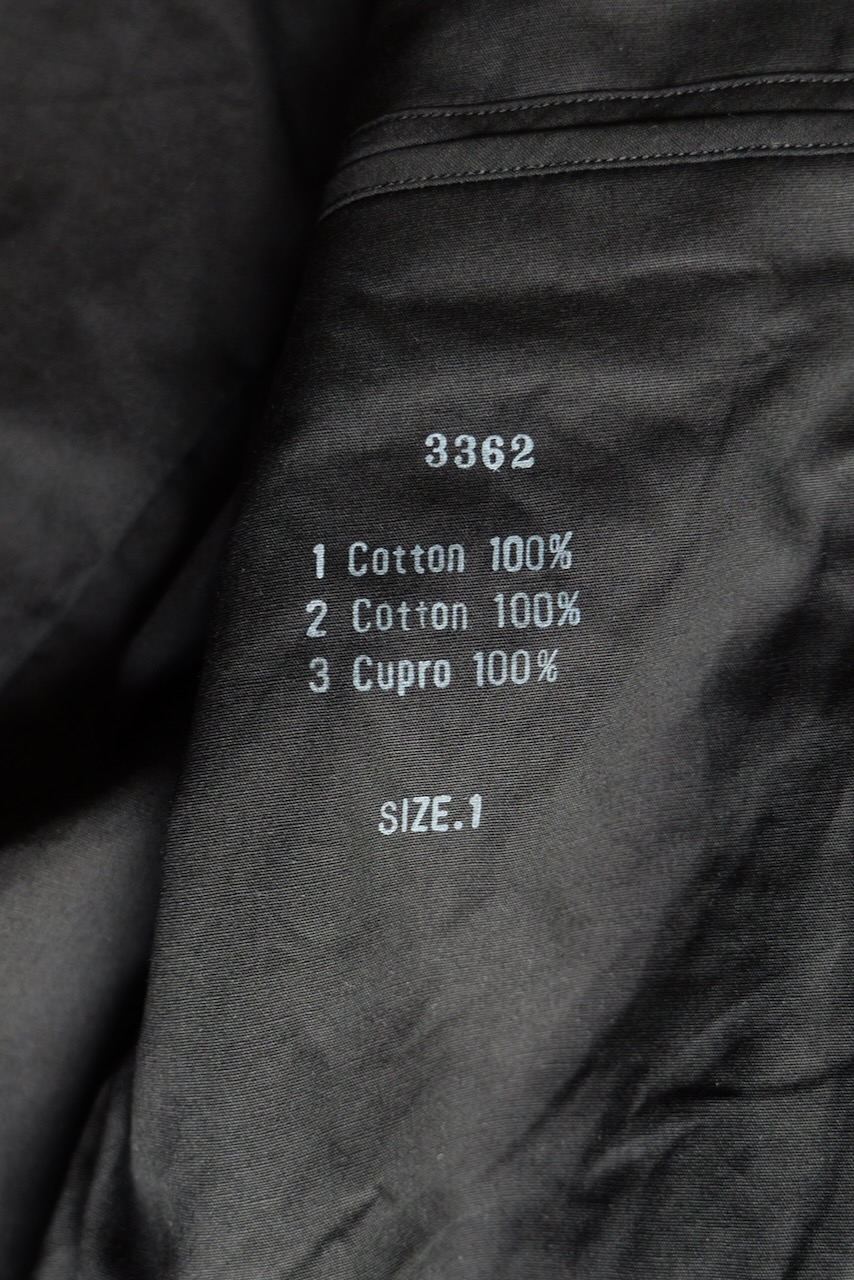 3362
1 Cotton 100%
2 Cotton 100%
3 Cupro 100%
SIZE.1